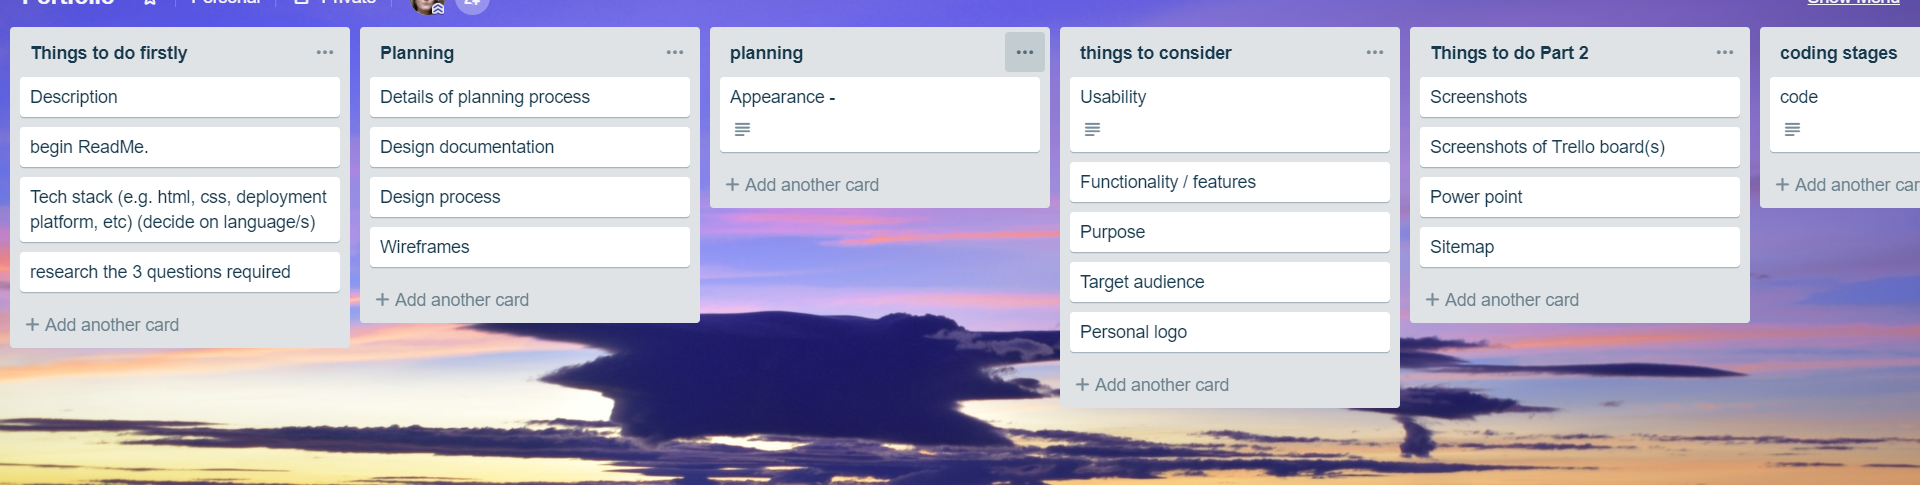 Portfolio Personal Private Show Menu
Things to do firstly
Description
begin ReadMe.
Tech stack (e.g. html, css, deployment
platform, etc) (decide on language/s)
research the 3 questions required
+ Add another card
Planning
Details of planning process
Design documentation
Design process
Wireframes
+ Add another card
planning
Appearance -
+ Add another card
things to consider
Usability
Functionality / features
Purpose
Target audience
Personal logo
+ Add another card
Things to do Part 2
Screenshots
Screenshots of Trello board(s)
Power point
Sitemap
+ Add another card
coding stages
code
+ Add another car